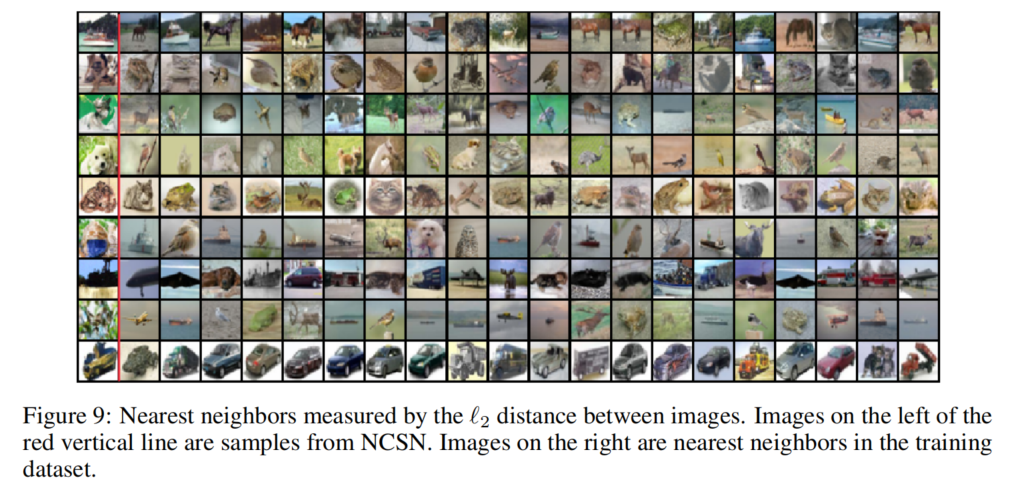 Figure 9: Nearest neighbors measured by the ℓ₂ distance between images. Images on the left of the
red vertical line are samples from NCSN. Images on the right are nearest neighbors in the training
dataset.